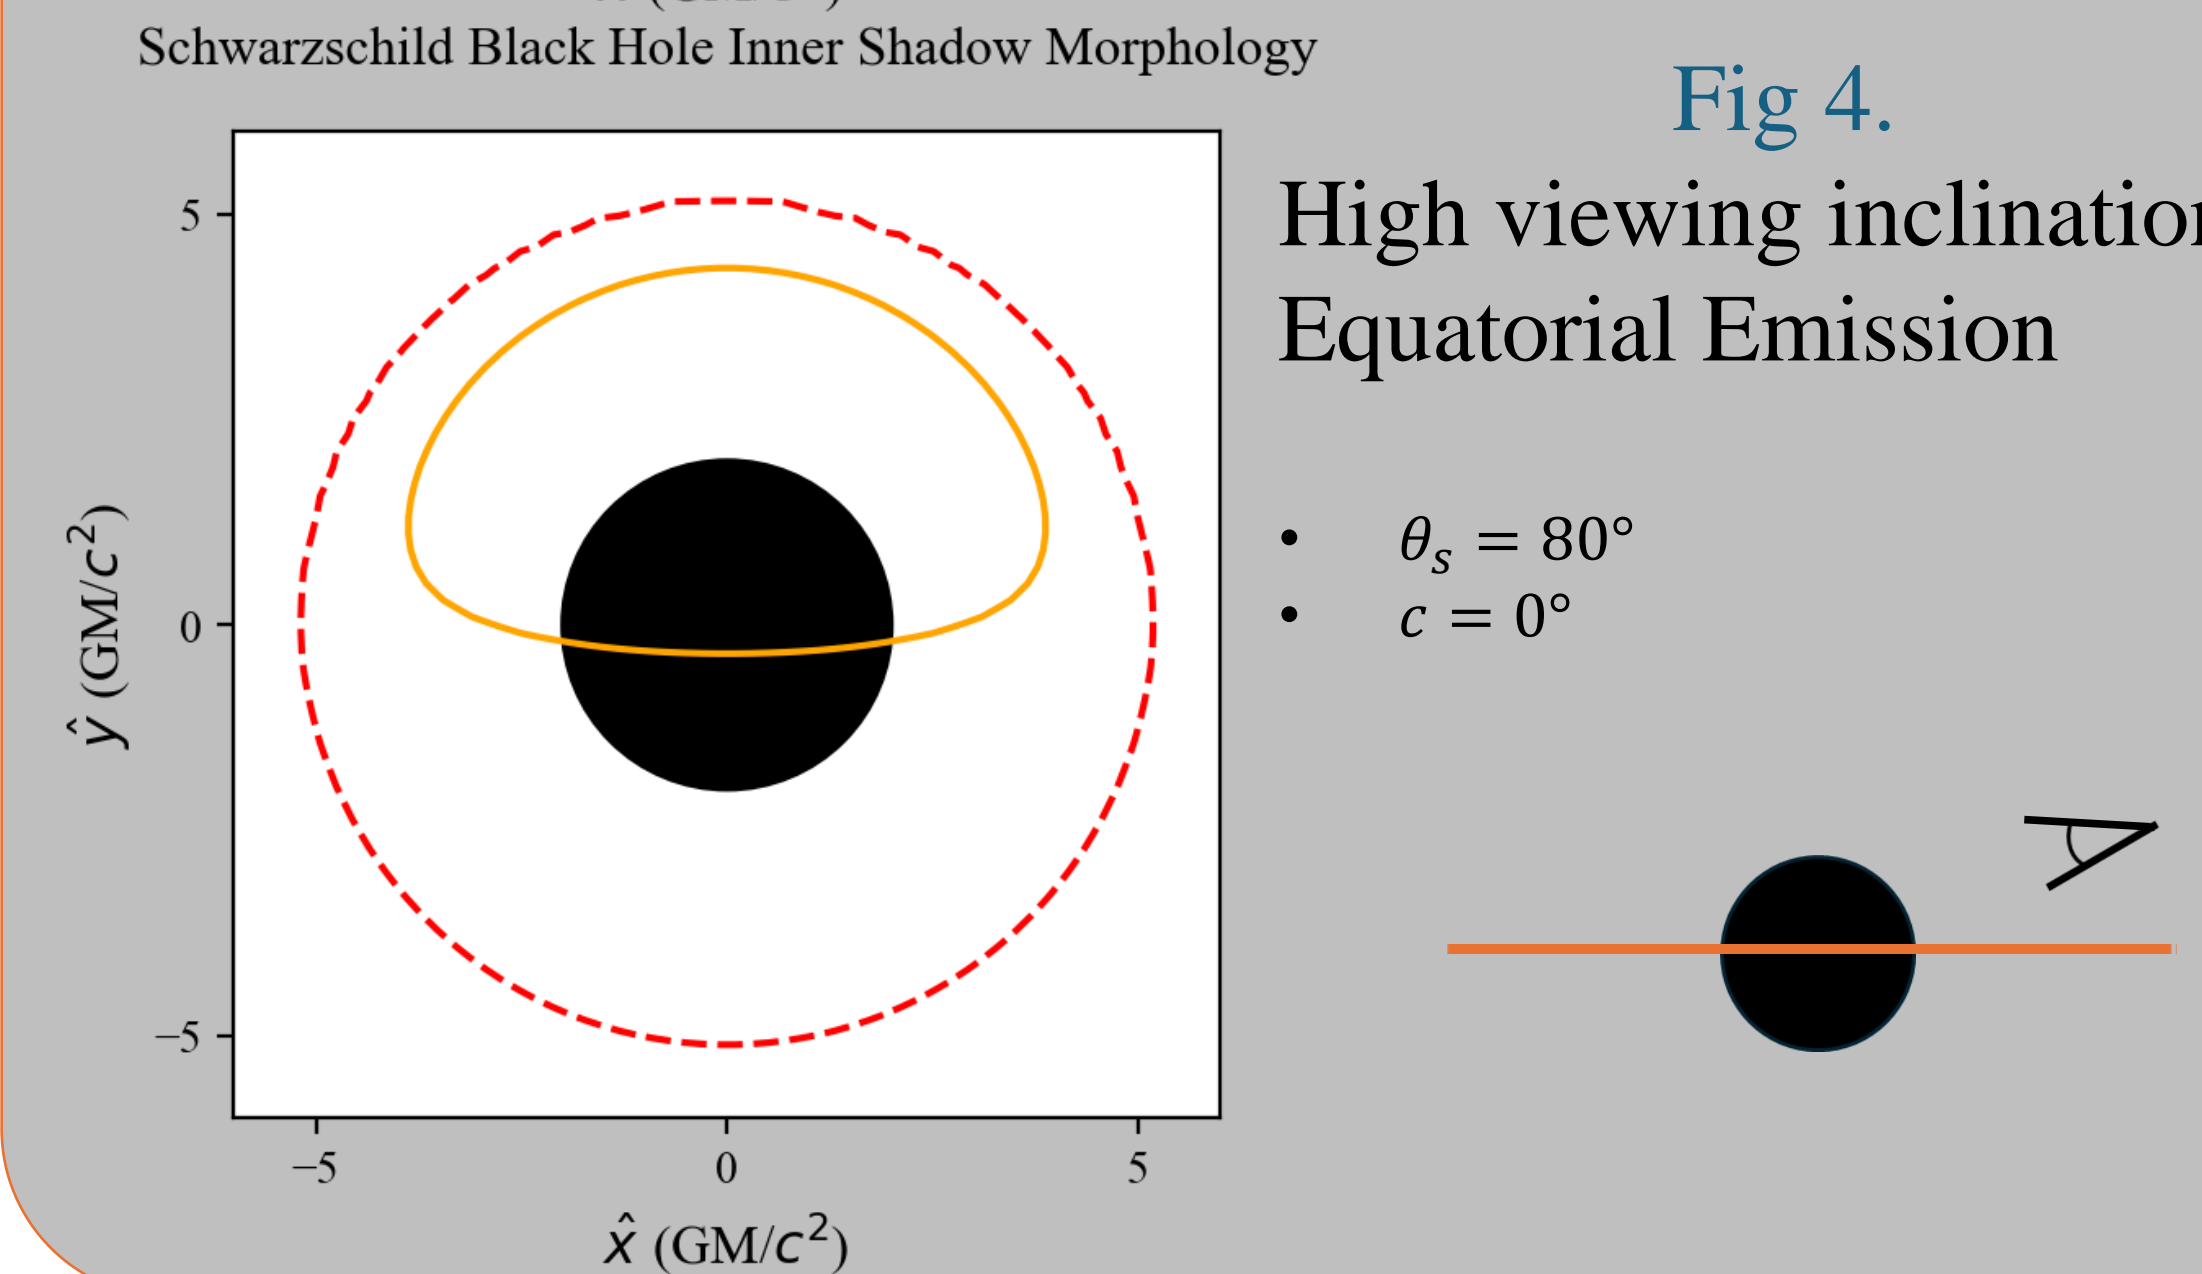 Schwarzschild Black Hole Inner Shadow Morphology
5
0
−5
ŷ (GM/c²)
−5 0 5
x̂ (GM/c²)
Fig 4.
High viewing
Equatorial Emission
• θₛ = 80°
• c = 0°